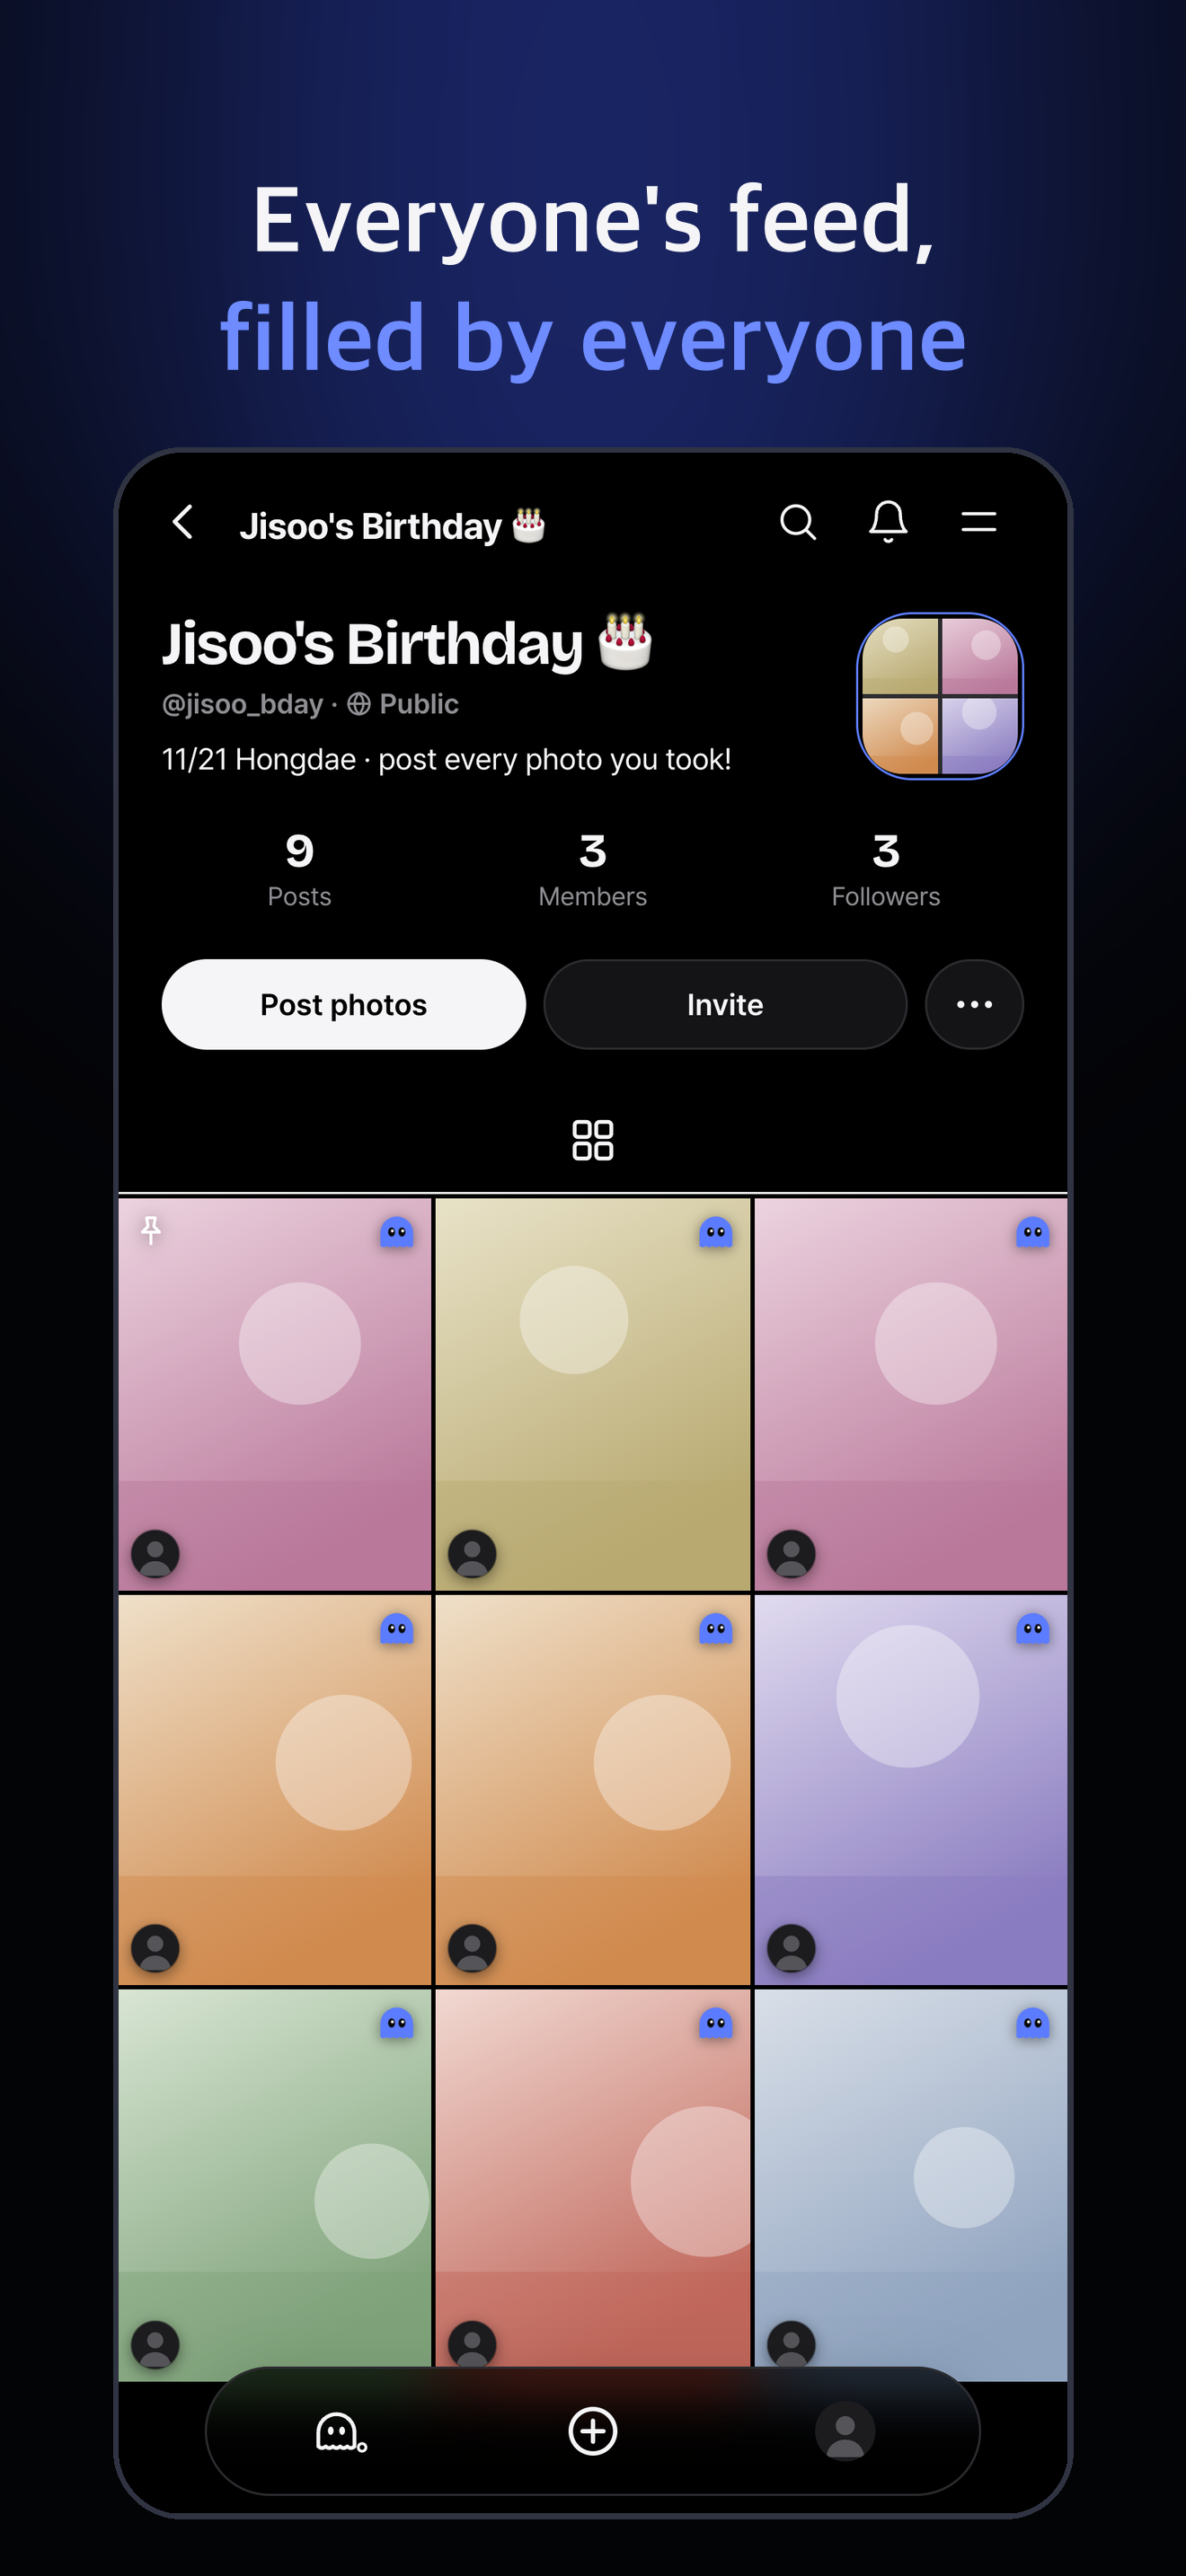 Everyone's feed,
filled by everyone
Jisoo's Birthday 🎂
Jisoo's Birthday 🎂
@jisoo_bday · Public
11/21 Hongdae · post every photo you took!
9 3 3
Posts Members Followers
Post photos Invite